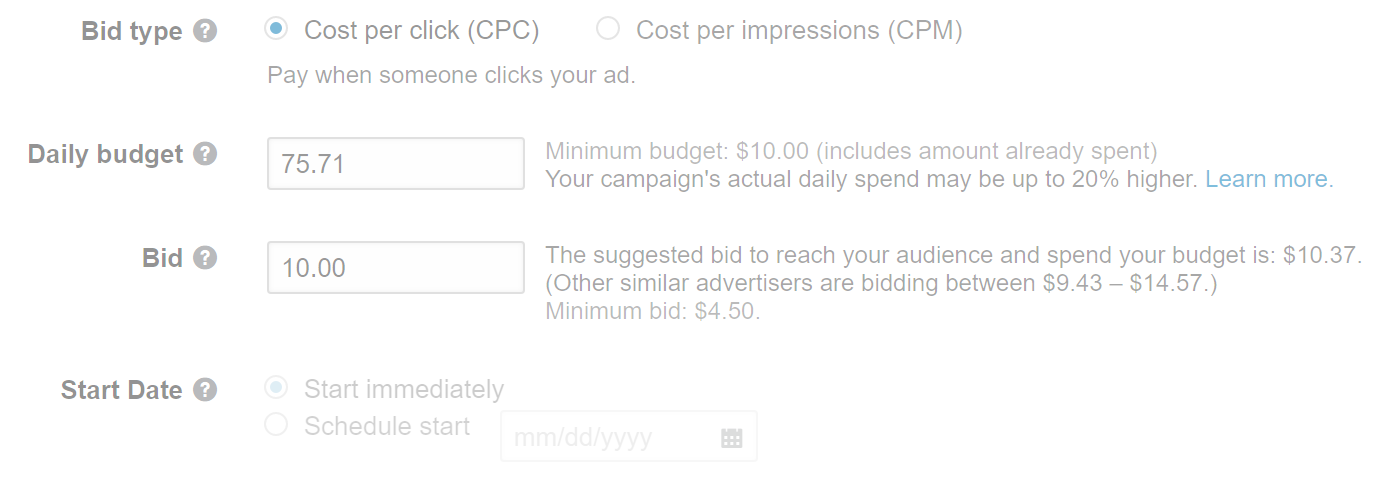 Bid type ? Cost per click (CPC) Cost per impressions (CPM)
Pay when someone clicks your ad.
Daily budget ? 75.71 Minimum budget: $10.00 (includes amount already spent)
Your campaign's actual daily spend may be up to 20% higher. Learn more.
Bid ? 10.00 The suggested bid to reach your audience and spend your budget is: $10.37.
(Other similar advertisers are bidding between $9.43 – $14.57.)
Minimum bid: $4.50.
Start Date ? Start immediately
Schedule start mm/dd/yyyy